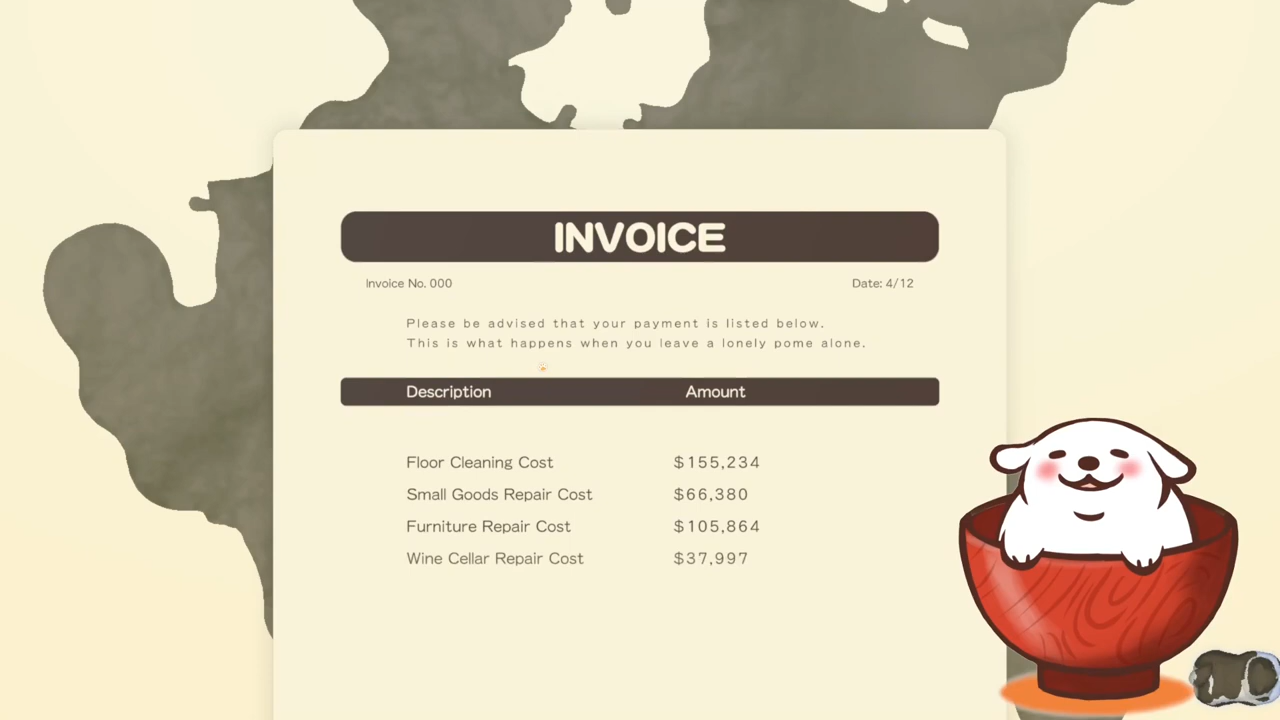 INVOICE
Invoice No. 000 Date: 4/12
Please be advised that your payment is listed below.
This is what happens when you leave a lonely pome alone.
Description Amount
Floor Cleaning Cost $155,234
Small Goods Repair Cost $66,380
Furniture Repair Cost $105,864
Wine Cellar Repair Cost $37,997